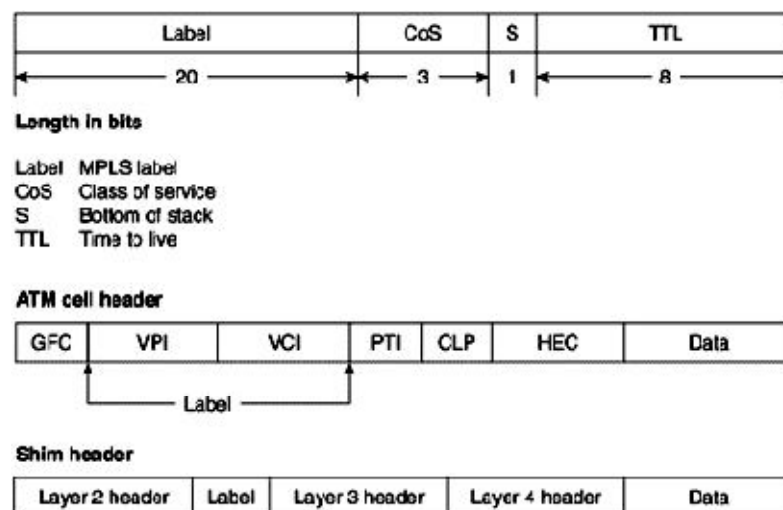 Label CoS S TTL
20 3 1 8
Length in bits
Label MPLS label
CoS Class of service
S Bottom of stack
TTL Time to live
ATM cell header
GFC VPI VCI PTI CLP HEC Data
Label
Shim header
Layer 2 header Label Layer 3 header Layer 4 header Data